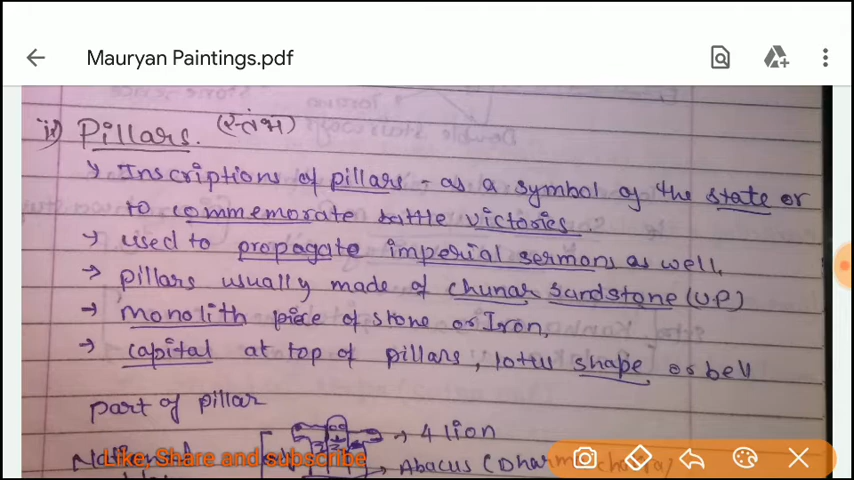 Mauryan Paintings.pdf
ii) Pillars. (स्तंभ)
→ Inscriptions of pillars - as a symbol of the state or
to commemorate battle victories.
→ used to propagate imperial sermons as well,
→ pillars usually made of chunar sandstone (U.P)
→ monolith piece of stone or Iron,
→ capital at top of pillars, lotus shape or bell
part of pillar
→ 4 lion
National
Like, Share and subscribe
→ Abacus (Dharm